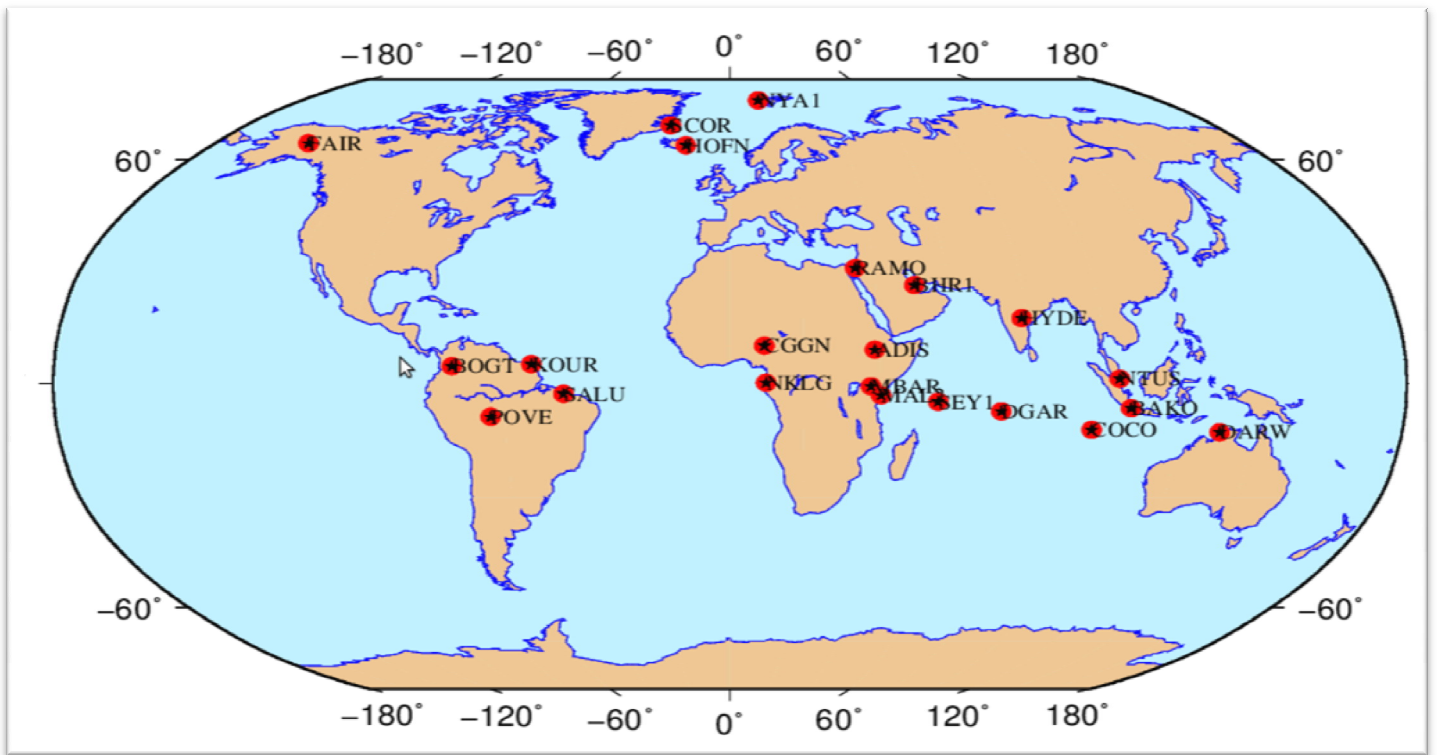 −180° −120° −60° 0° 60° 120° 180°
NYA1
SCOR
FAIR
HOFN
60° 60°
RAMO
BHR1
HYDE
CGGN
ADIS
BOGT
KOUR
NTUS
NKLG
MBAR
SALU
MAL2
SEY1
BAKO
DGAR
POVE
COCO
DARW
−60° −60°
−180° −120° −60° 0° 60° 120° 180°